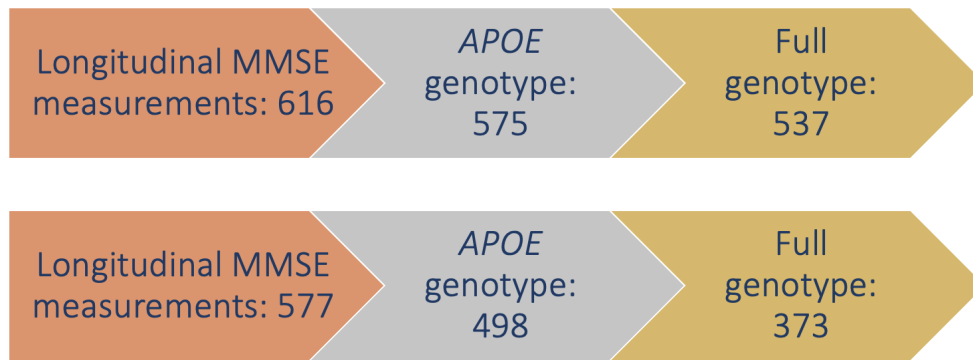 Longitudinal MMSE
measurements: 616
APOE
genotype:
575
Full
genotype:
537
Longitudinal MMSE
measurements: 577
APOE
genotype:
498
Full
genotype:
373